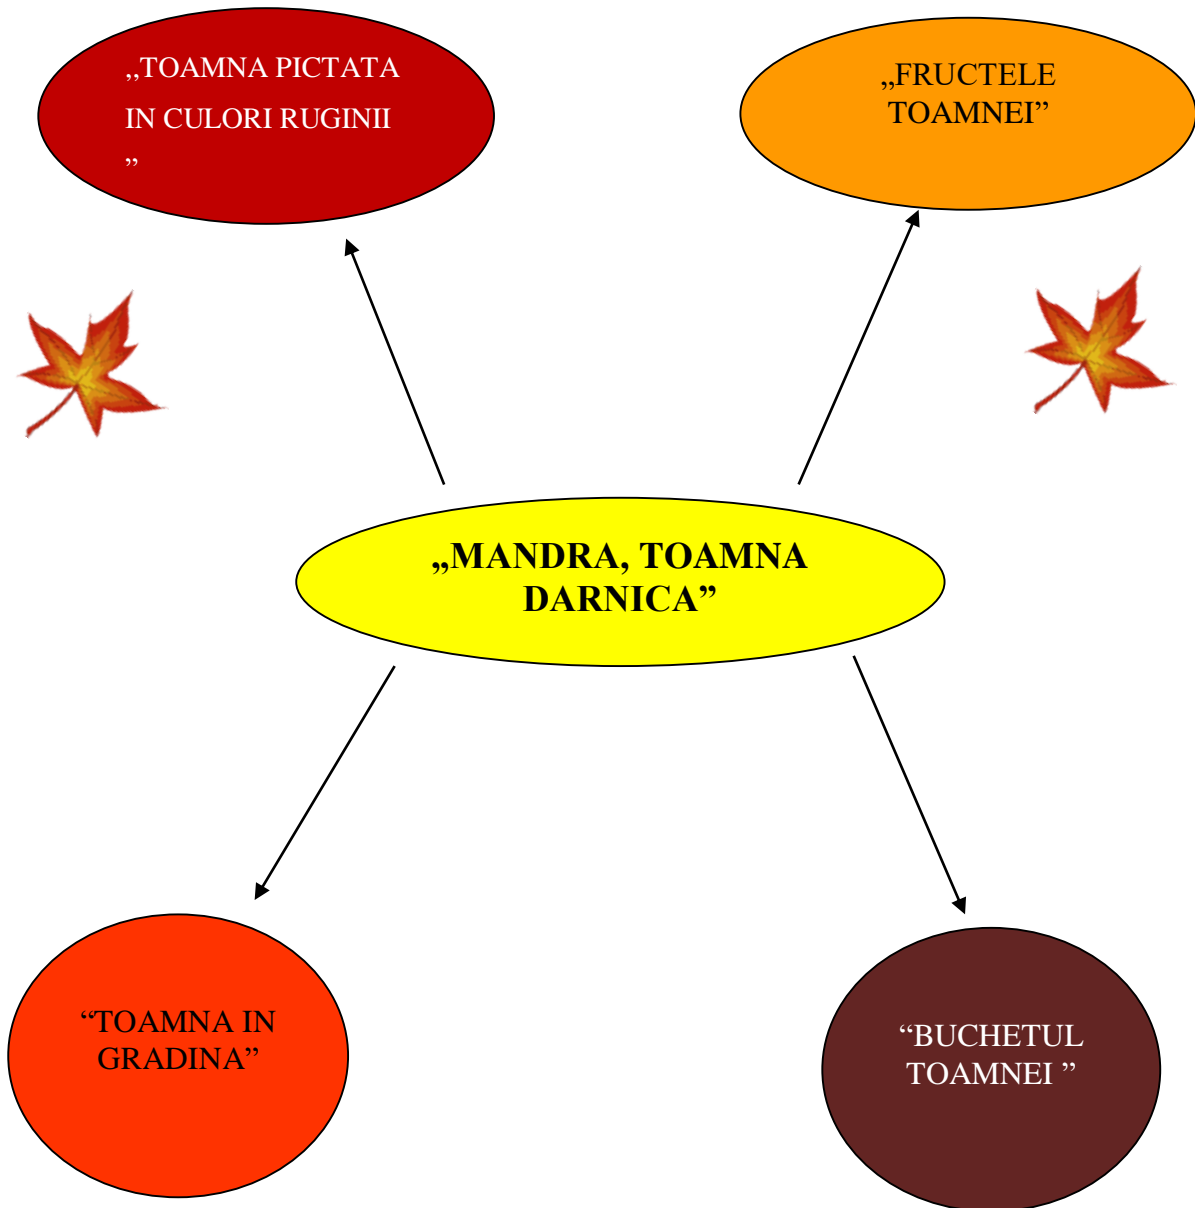 „TOAMNA PICTATA
IN CULORI RUGINII
”
„FRUCTELE
TOAMNEI”
„MANDRA, TOAMNA
DARNICA”
“TOAMNA IN
GRADINA”
“BUCHETUL
TOAMNEI ”